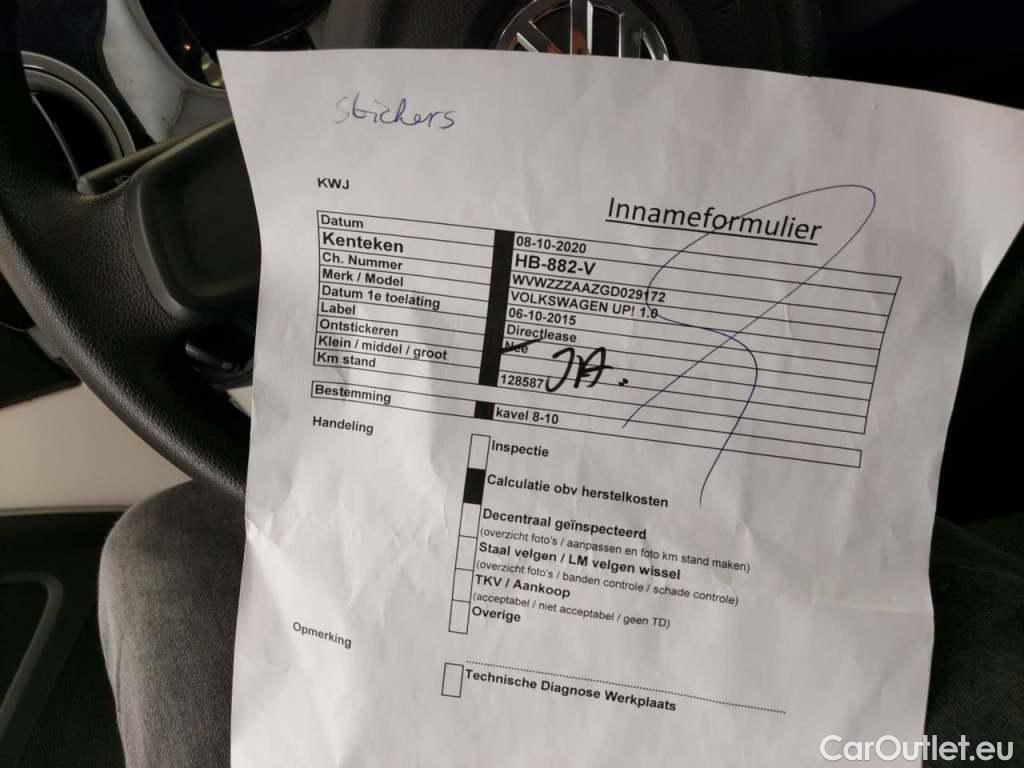 stickers
KWJ
Innameformulier
Datum 08-10-2020
Kenteken HB-882-V
Ch. Nummer WVWZZZAAZGD029172
Merk / Model VOLKSWAGEN UP! 1.0
Datum 1e toelating 06-10-2015
Label Directlease
Ontstickeren Nee JA.
Klein / middel / groot
Km stand 128587
Bestemming kavel 8-10
Handeling
Inspectie
Calculatie obv herstelkosten
Decentraal geïnspecteerd
(overzicht foto's / aanpassen en foto km stand maken)
Staal velgen / LM velgen wissel
(overzicht foto's / banden controle / schade controle)
TKV / Aankoop
(acceptabel / niet acceptabel / geen TD)
Overige
Opmerking
Technische Diagnose Werkplaats
CarOutlet.eu